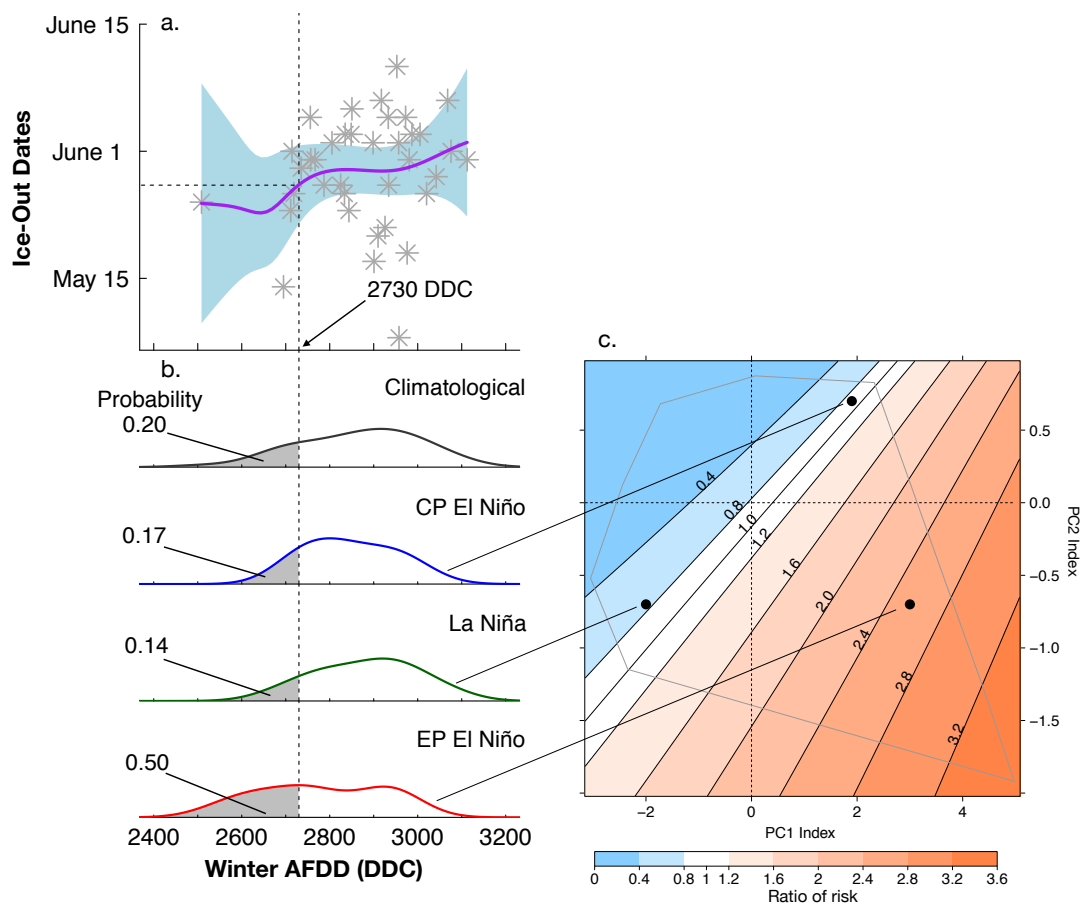 a.
June 15
June 1
May 15
Ice-Out Dates
2730 DDC
b.
Climatological
Probability
0.20
CP El Niño
0.17
La Niña
0.14
EP El Niño
0.50
2400 2600 2800 3000 3200
Winter AFDD (DDC)
c.
0.4
0.8
1.0
1.2
1.6
2.0
2.4
2.8
3.2
0.5
0.0
−0.5
−1.0
−1.5
PC2 Index
−2 0 2 4
PC1 Index
0 0.4 0.8 1 1.2 1.6 2 2.4 2.8 3.2 3.6
Ratio of risk